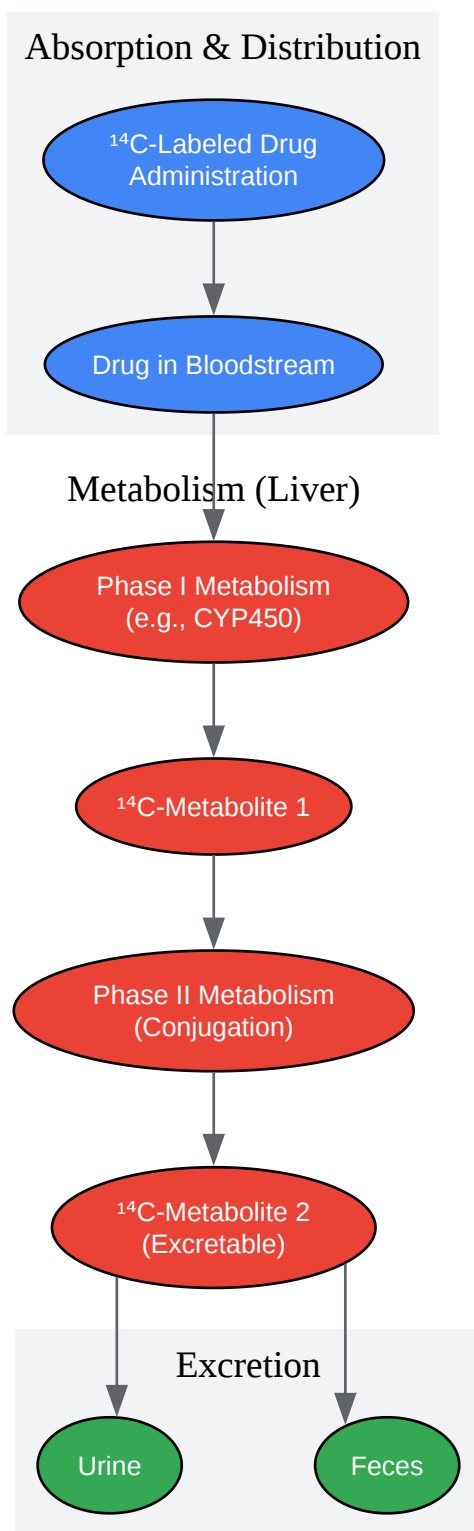 Absorption & Distribution
¹⁴C-Labeled Drug
Administration
Drug in Bloodstream
Metabolism (Liver)
Phase I Metabolism
(e.g., CYP450)
¹⁴C-Metabolite 1
Phase II Metabolism
(Conjugation)
¹⁴C-Metabolite 2
(Excretable)
Excretion
Urine
Feces